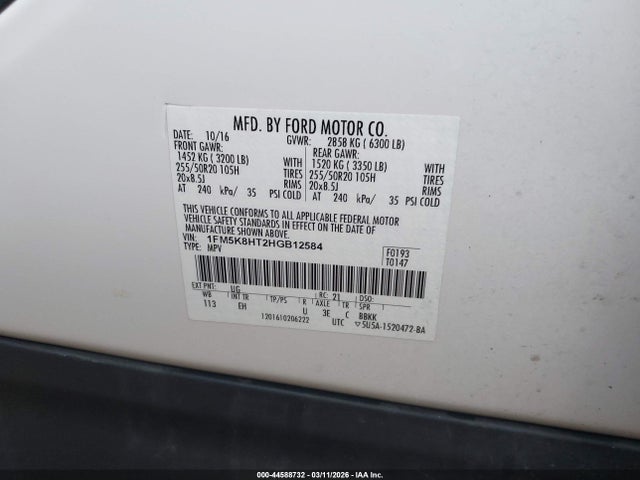 MFD. BY FORD MOTOR CO.
DATE: 10/16 GVWR: 2858 KG ( 6300 LB)
FRONT GAWR: REAR GAWR:
1452 KG ( 3200 LB) WITH 1520 KG ( 3350 LB) WITH
255/50R20 105H TIRES 255/50R20 105H TIRES
20x8.5J RIMS 20x8.5J RIMS
AT 240 kPa/ 35 PSI COLD AT 240 kPa/ 35 PSI COLD
THIS VEHICLE CONFORMS TO ALL APPLICABLE FEDERAL MOTOR
VEHICLE SAFETY STANDARDS IN EFFECT ON THE DATE OF
MANUFACTURE SHOWN ABOVE.
VIN: 1FM5K8HT2HGB12584 F0193
TYPE: MPV T0147
EXT PNT: UG RC: 21 DSO:
WB INT TR TP/PS R AXLE TR SPR
113 EH U 3E C BBKK
1201610206222 UTC ▽5U5A-1520472-BA
000-44588732 - 03/11/2026 - IAA Inc.